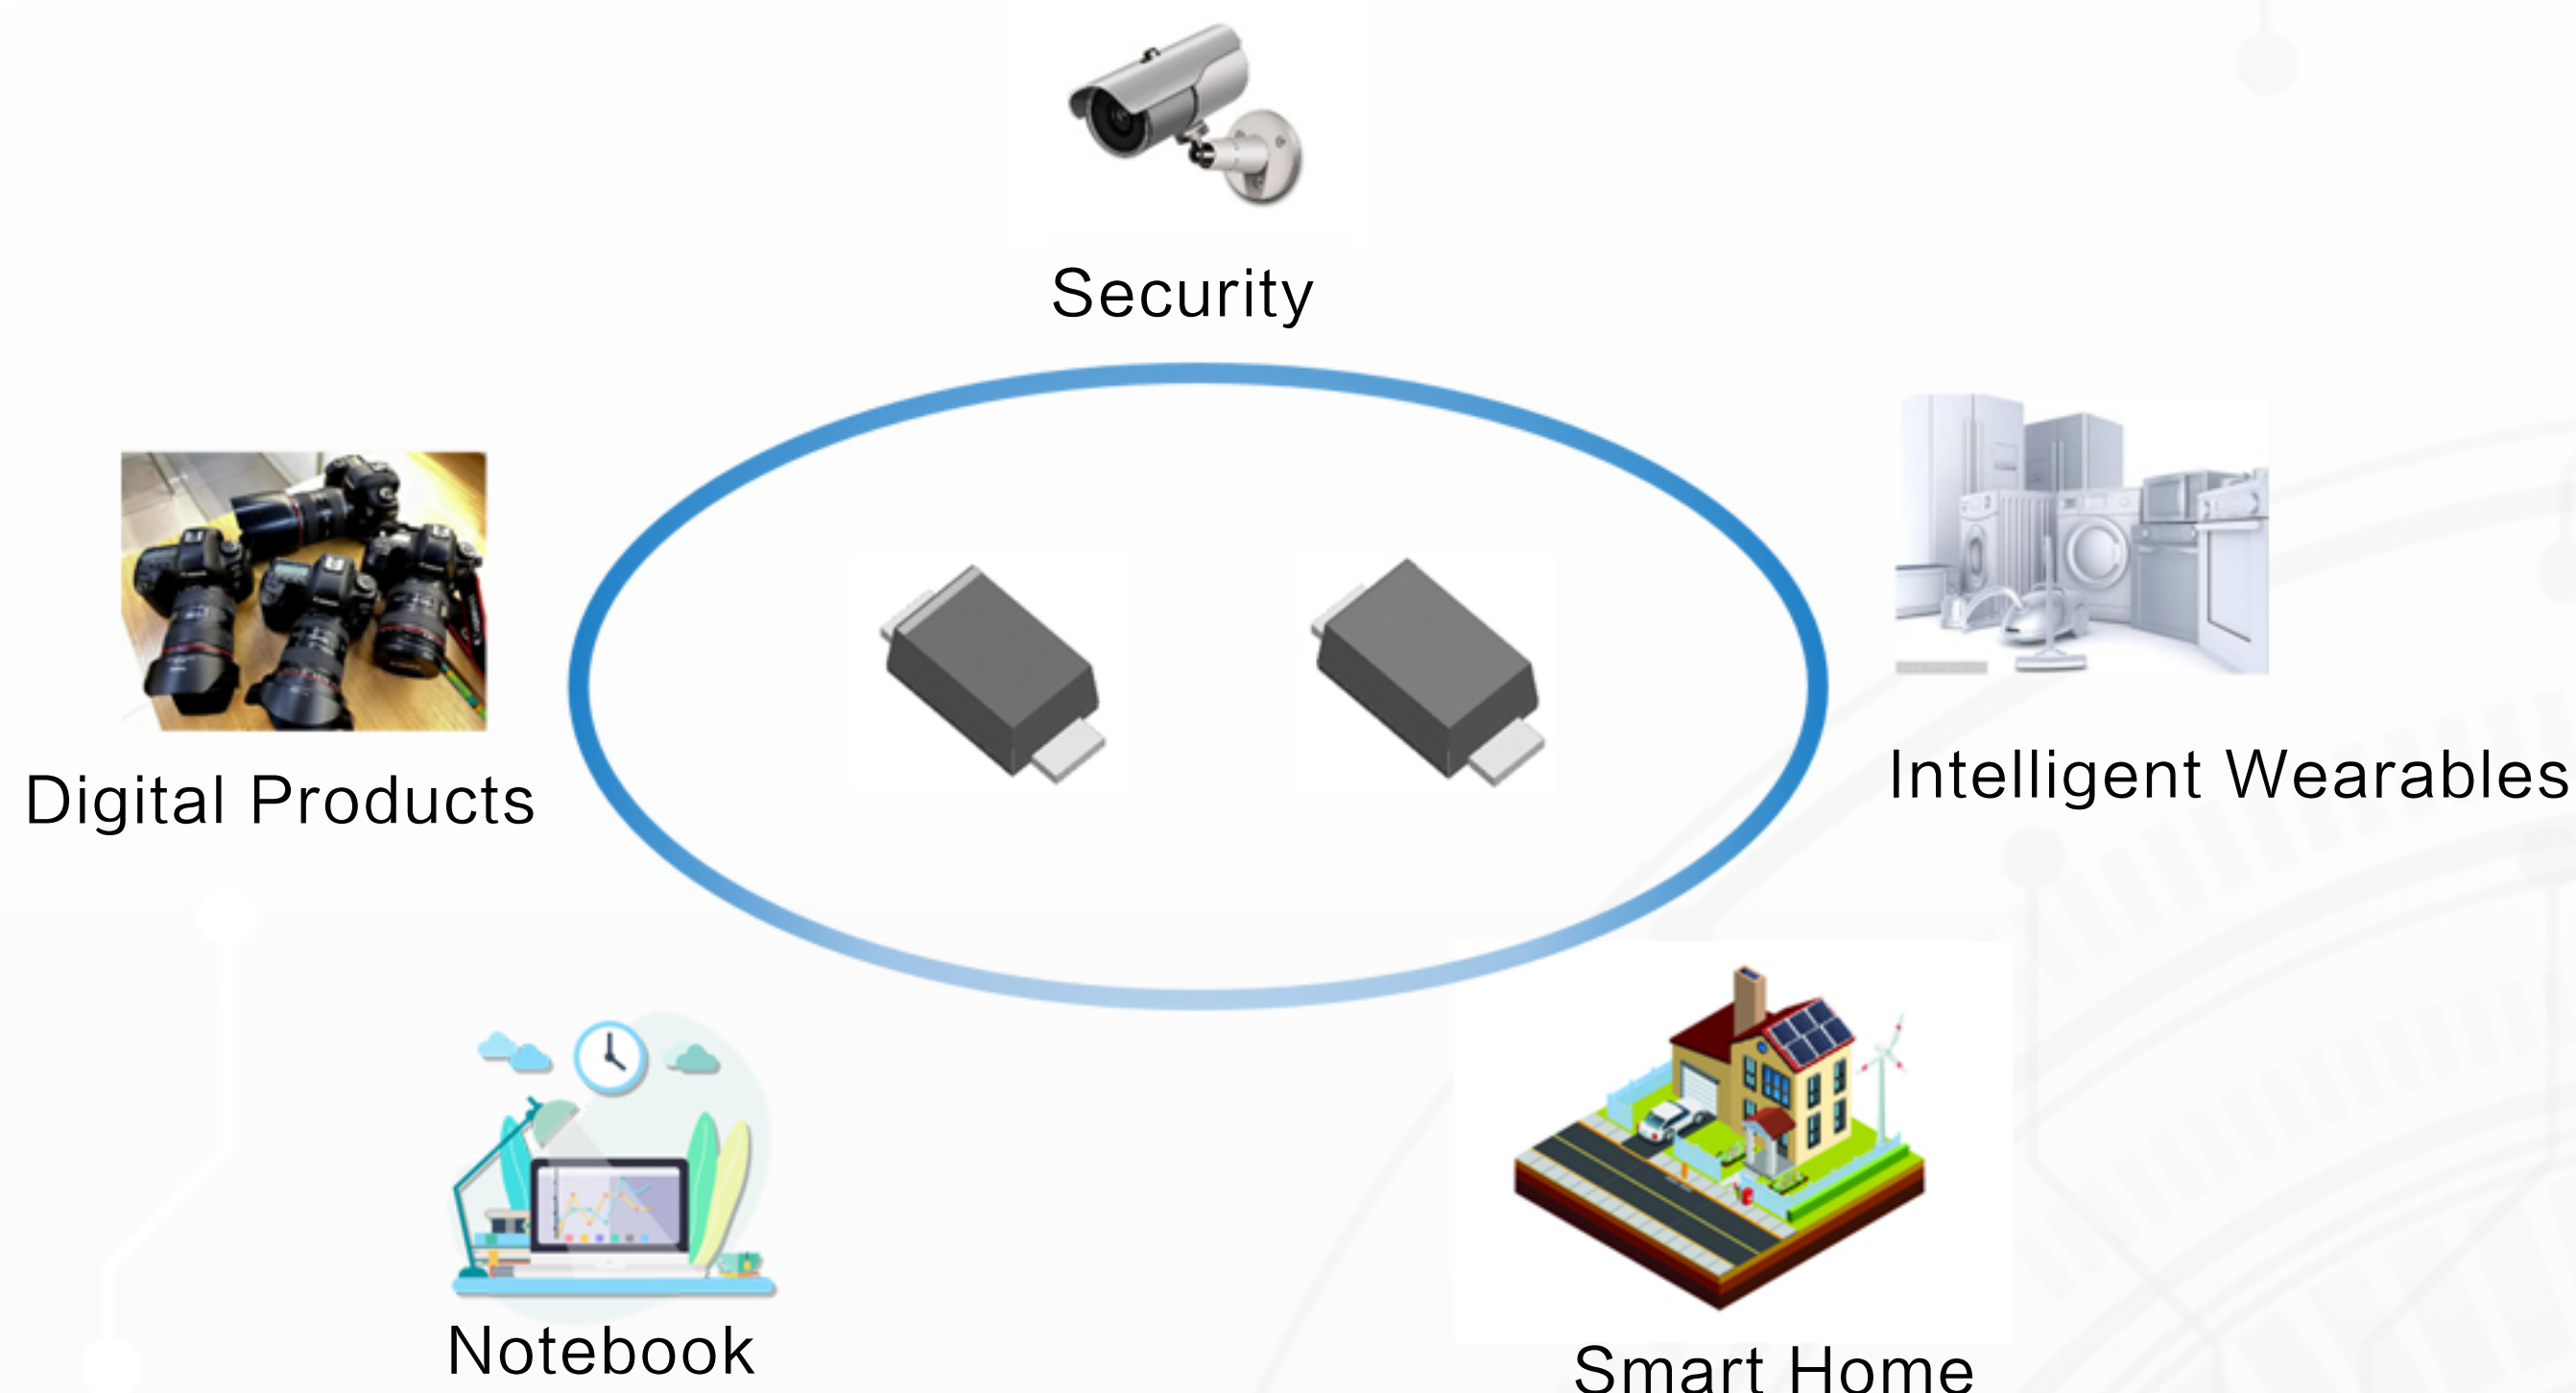 Security
Digital Products
Intelligent Wearables
Notebook
Smart Home